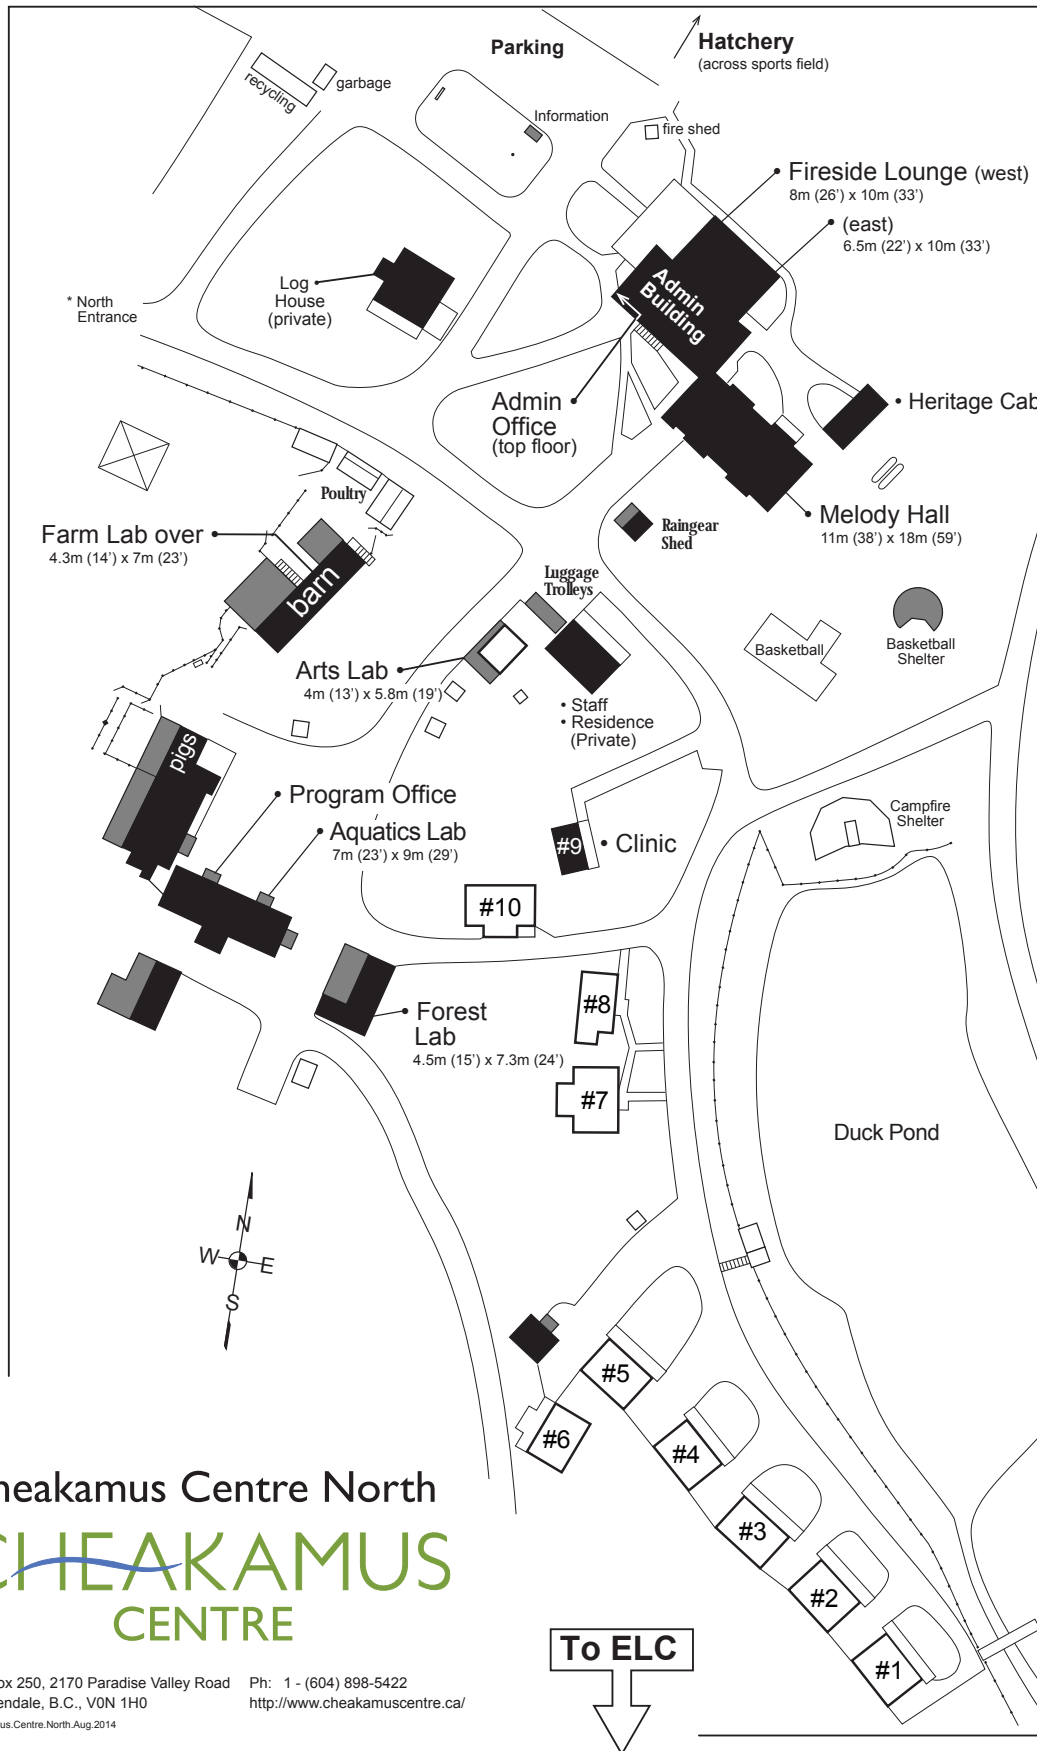 Parking
Hatchery
(across sports field)
recycling
garbage
Information
fire shed
Fireside Lounge (west)
8m (26') x 10m (33')
(east)
6.5m (22') x 10m (33')
Log
House
(private)
Admin
Building
* North
Entrance
Admin
Office
(top floor)
• Heritage Cab
Poultry
Farm Lab over
4.3m (14') x 7m (23')
barn
Raingear
Shed
Melody Hall
11m (38') x 18m (59')
Luggage
Trolleys
Basketball
Basketball
Shelter
Arts Lab
4m (13') x 5.8m (19')
• Staff
• Residence
(Private)
pigs
Program Office
Aquatics Lab
7m (23') x 9m (29')
Campfire
Shelter
#9
• Clinic
#10
#8
Forest
Lab
4.5m (15') x 7.3m (24')
#7
Duck Pond
N
W
E
S
#5
#6
#4
#3
#2
#1
heakamus Centre North
CHEAKAMUS
CENTRE
To ELC
ox 250, 2170 Paradise Valley Road
Ph: 1 - (604) 898-5422
endale, B.C., V0N 1H0
http://www.cheakamuscentre.ca/
us.Centre.North.Aug.2014